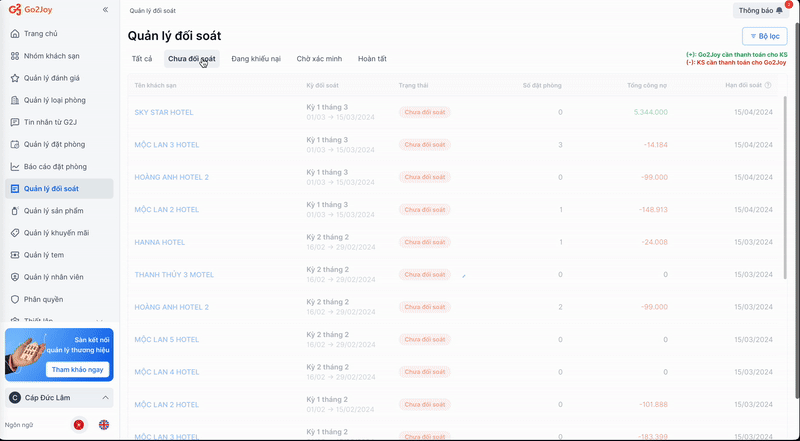 Go2Joy
Quản lý đối soát
Thông báo
Quản lý đối soát
Bộ lọc
Tất cả
Chưa đối soát
Đang khiếu nại
Chờ xác minh
Hoàn tất
(+): Go2Joy cần thanh toán cho KS
(-): KS cần thanh toán cho Go2Joy
Trang chủ
Nhóm khách sạn
Quản lý đánh giá
Quản lý loại phòng
Tin nhắn từ G2J
Quản lý đặt phòng
Báo cáo đặt phòng
Quản lý đối soát
Quản lý sản phẩm
Quản lý khuyến mãi
Quản lý tem
Quản lý nhân viên
Phân quyền
Thiết lập
Sàn kết nối
quản lý thương hiệu
Tham khảo ngay
C Cáp Đức Lâm
Ngôn ngữ
Tên khách sạn Kỳ đối soát Trạng thái Số đặt phòng Tổng công nợ Hạn đối soát
SKY STAR HOTEL Kỳ 1 tháng 3 Chưa đối soát 0 5.344.000 15/04/2024
01/03 → 15/03/2024
MỘC LAN 3 HOTEL Kỳ 1 tháng 3 Chưa đối soát 3 -14.184 15/04/2024
01/03 → 15/03/2024
HOÀNG ANH HOTEL 2 Kỳ 1 tháng 3 Chưa đối soát 0 -99.000 15/04/2024
01/03 → 15/03/2024
MỘC LAN 2 HOTEL Kỳ 1 tháng 3 Chưa đối soát 1 -148.913 15/04/2024
01/03 → 15/03/2024
HANNA HOTEL Kỳ 2 tháng 2 Chưa đối soát 1 -24.000 15/03/2024
16/02 → 29/02/2024
THANH THỦY 3 MOTEL Kỳ 2 tháng 2 Chưa đối soát 0 0 15/03/2024
16/02 → 29/02/2024
HOÀNG ANH HOTEL 2 Kỳ 2 tháng 2 Chưa đối soát 2 -99.000 15/03/2024
16/02 → 29/02/2024
MỘC LAN 5 HOTEL Kỳ 2 tháng 2 Chưa đối soát 0 0 15/03/2024
16/02 → 29/02/2024
MỘC LAN 4 HOTEL Kỳ 2 tháng 2 Chưa đối soát 0 0 15/03/2024
16/02 → 29/02/2024
MỘC LAN 2 HOTEL Kỳ 1 tháng 2 Chưa đối soát 0 -101.686 15/03/2024
01/02 → 15/02/2024
MỘC LAN 3 HOTEL Kỳ 1 tháng 2 Chưa đối soát 0 -183.399 15/03/2024